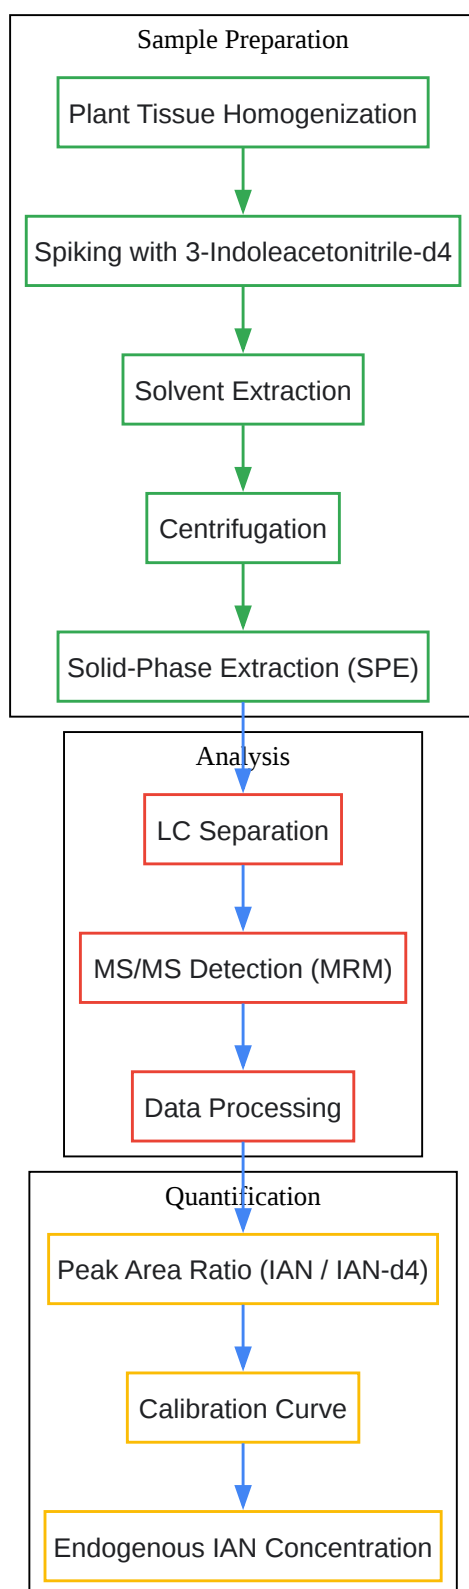 Sample Preparation
Plant Tissue Homogenization
Spiking with 3-Indoleacetonitrile-d4
Solvent Extraction
Centrifugation
Solid-Phase Extraction (SPE)
Analysis
LC Separation
MS/MS Detection (MRM)
Data Processing
Quantification
Peak Area Ratio (IAN / IAN-d4)
Calibration Curve
Endogenous IAN Concentration